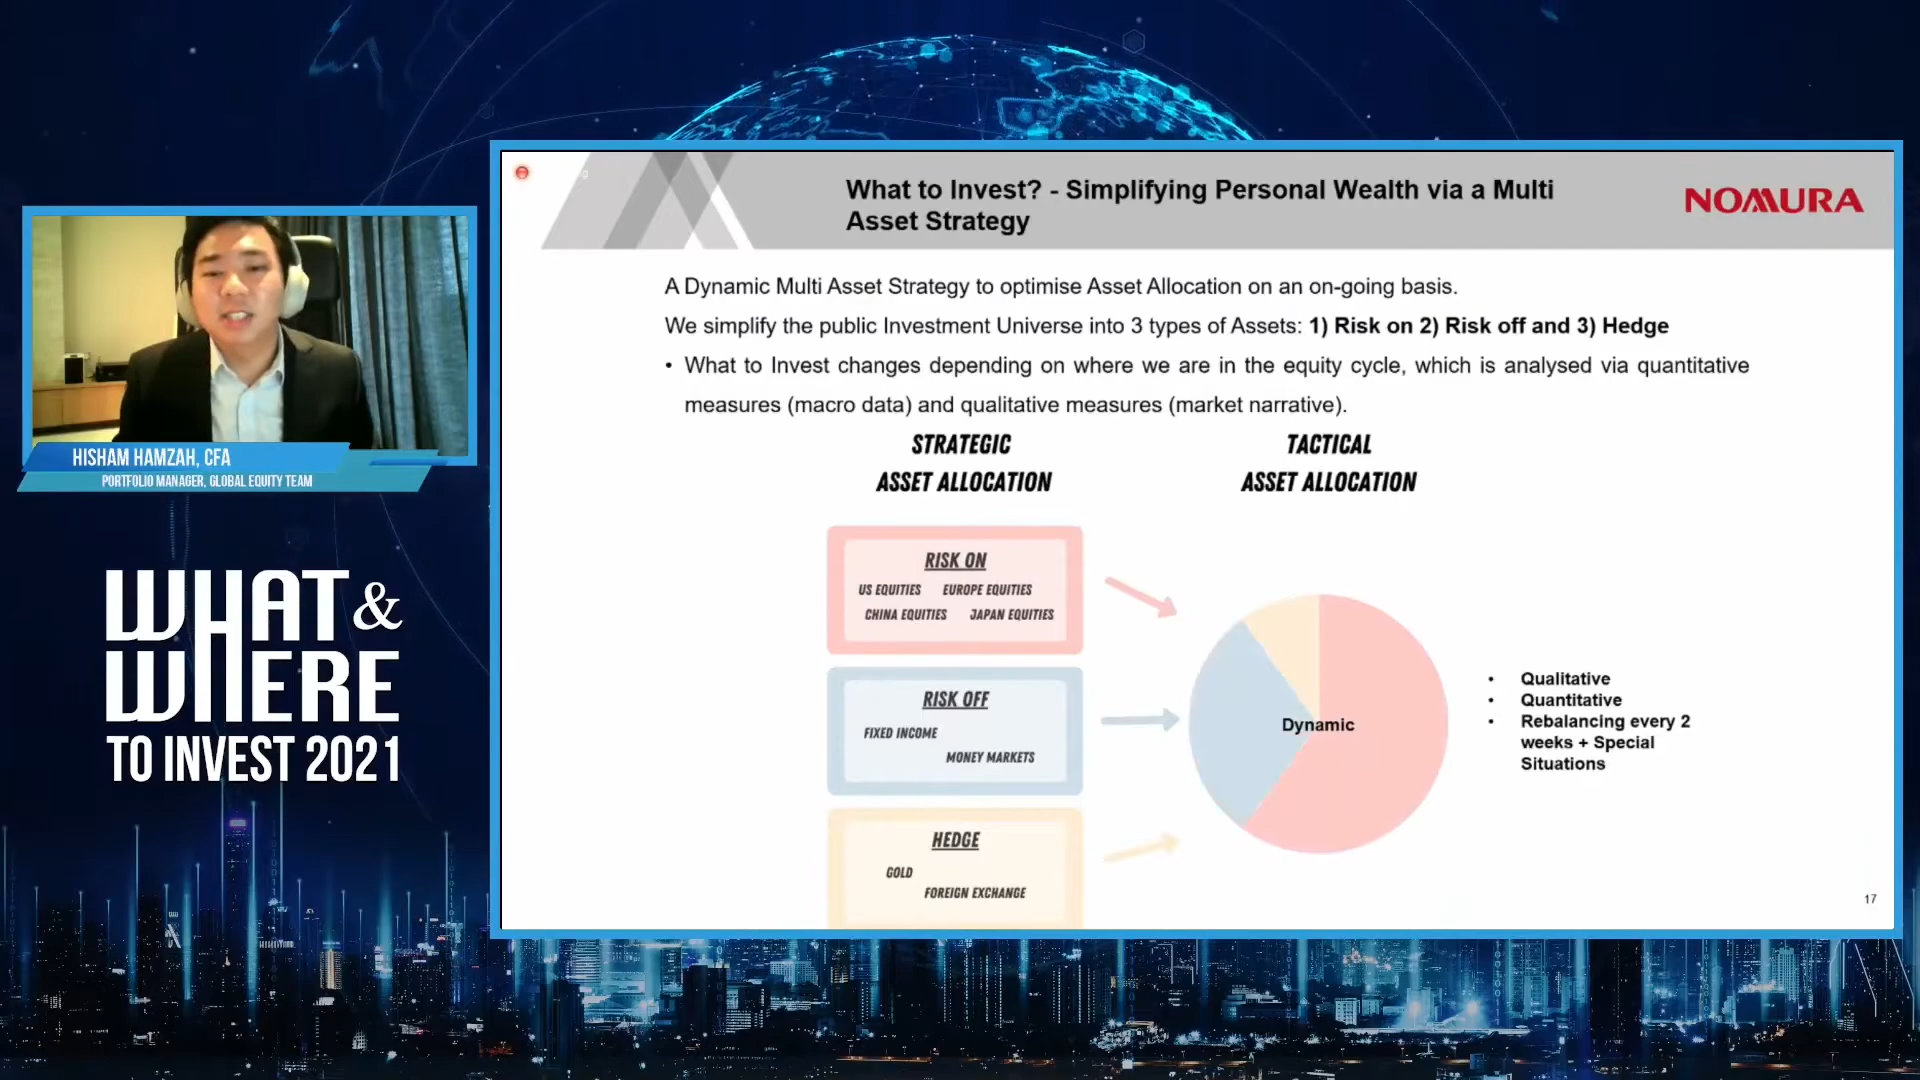 What to Invest? - Simplifying Personal Wealth via a Multi
Asset Strategy
NOMURA
A Dynamic Multi Asset Strategy to optimise Asset Allocation on an on-going basis.
We simplify the public Investment Universe into 3 types of Assets: 1) Risk on 2) Risk off and 3) Hedge
• What to Invest changes depending on where we are in the equity cycle, which is analysed via quantitative
measures (macro data) and qualitative measures (market narrative).
STRATEGIC
ASSET ALLOCATION
TACTICAL
ASSET ALLOCATION
RISK ON
US EQUITIES EUROPE EQUITIES
CHINA EQUITIES JAPAN EQUITIES
RISK OFF
FIXED INCOME
MONEY MARKETS
HEDGE
GOLD
FOREIGN EXCHANGE
Dynamic
• Qualitative
• Quantitative
• Rebalancing every 2
weeks + Special
Situations
17
HISHAM HAMZAH, CFA
PORTFOLIO MANAGER, GLOBAL EQUITY TEAM
WHAT &
WHERE
TO INVEST 2021